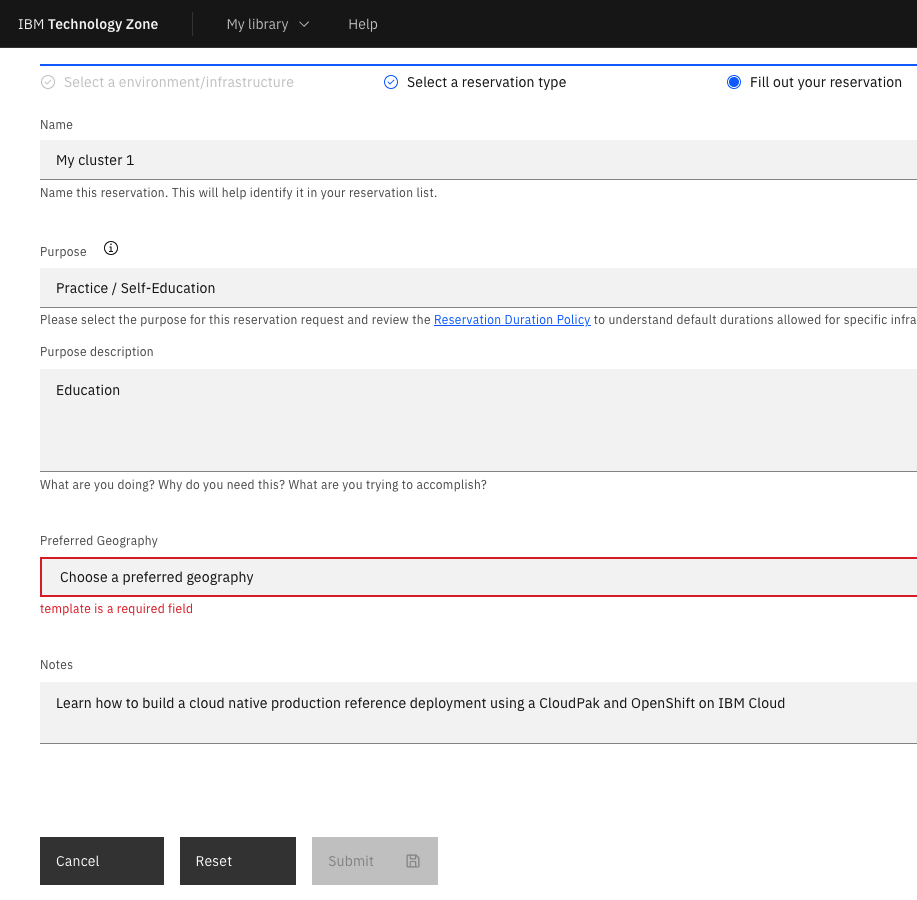 IBM Technology Zone My library Help
Select a environment/infrastructure Select a reservation type Fill out your reservation
Name
My cluster 1
Name this reservation. This will help identify it in your reservation list.
Purpose
Practice / Self-Education
Please select the purpose for this reservation request and review the Reservation Duration Policy to understand default durations allowed for specific infra
Purpose description
Education
What are you doing? Why do you need this? What are you trying to accomplish?
Preferred Geography
Choose a preferred geography
template is a required field
Notes
Learn how to build a cloud native production reference deployment using a CloudPak and OpenShift on IBM Cloud
Cancel Reset Submit